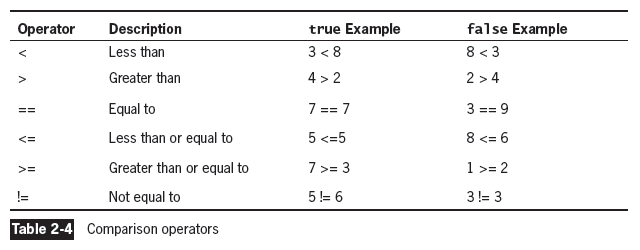 Operator Description true Example false Example
< Less than 3 < 8 8 < 3
> Greater than 4 > 2 2 > 4
== Equal to 7 == 7 3 == 9
<= Less than or equal to 5 <=5 8 <= 6
>= Greater than or equal to 7 >= 3 1 >= 2
!= Not equal to 5 != 6 3 != 3
Table 2-4 Comparison operators